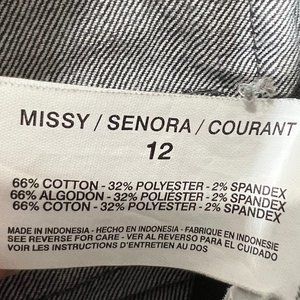 MISSY / SENORA / COURANT
12
66% COTTON - 32% POLYESTER - 2% SPANDEX
66% ALGODON - 32% POLIÉSTER - 2% SPANDEX
66% COTON - 32% POLYESTER - 2% SPANDEX
MADE IN INDONESIA - HECHO EN INDONESIA - FABRIQUE EN INDONESIE
SEE REVERSE FOR CARE - VER AL REVERSO PARA EL CUIDADO
VOIR LES INSTRUCTIONS D'ENTRETIEN AU DOS